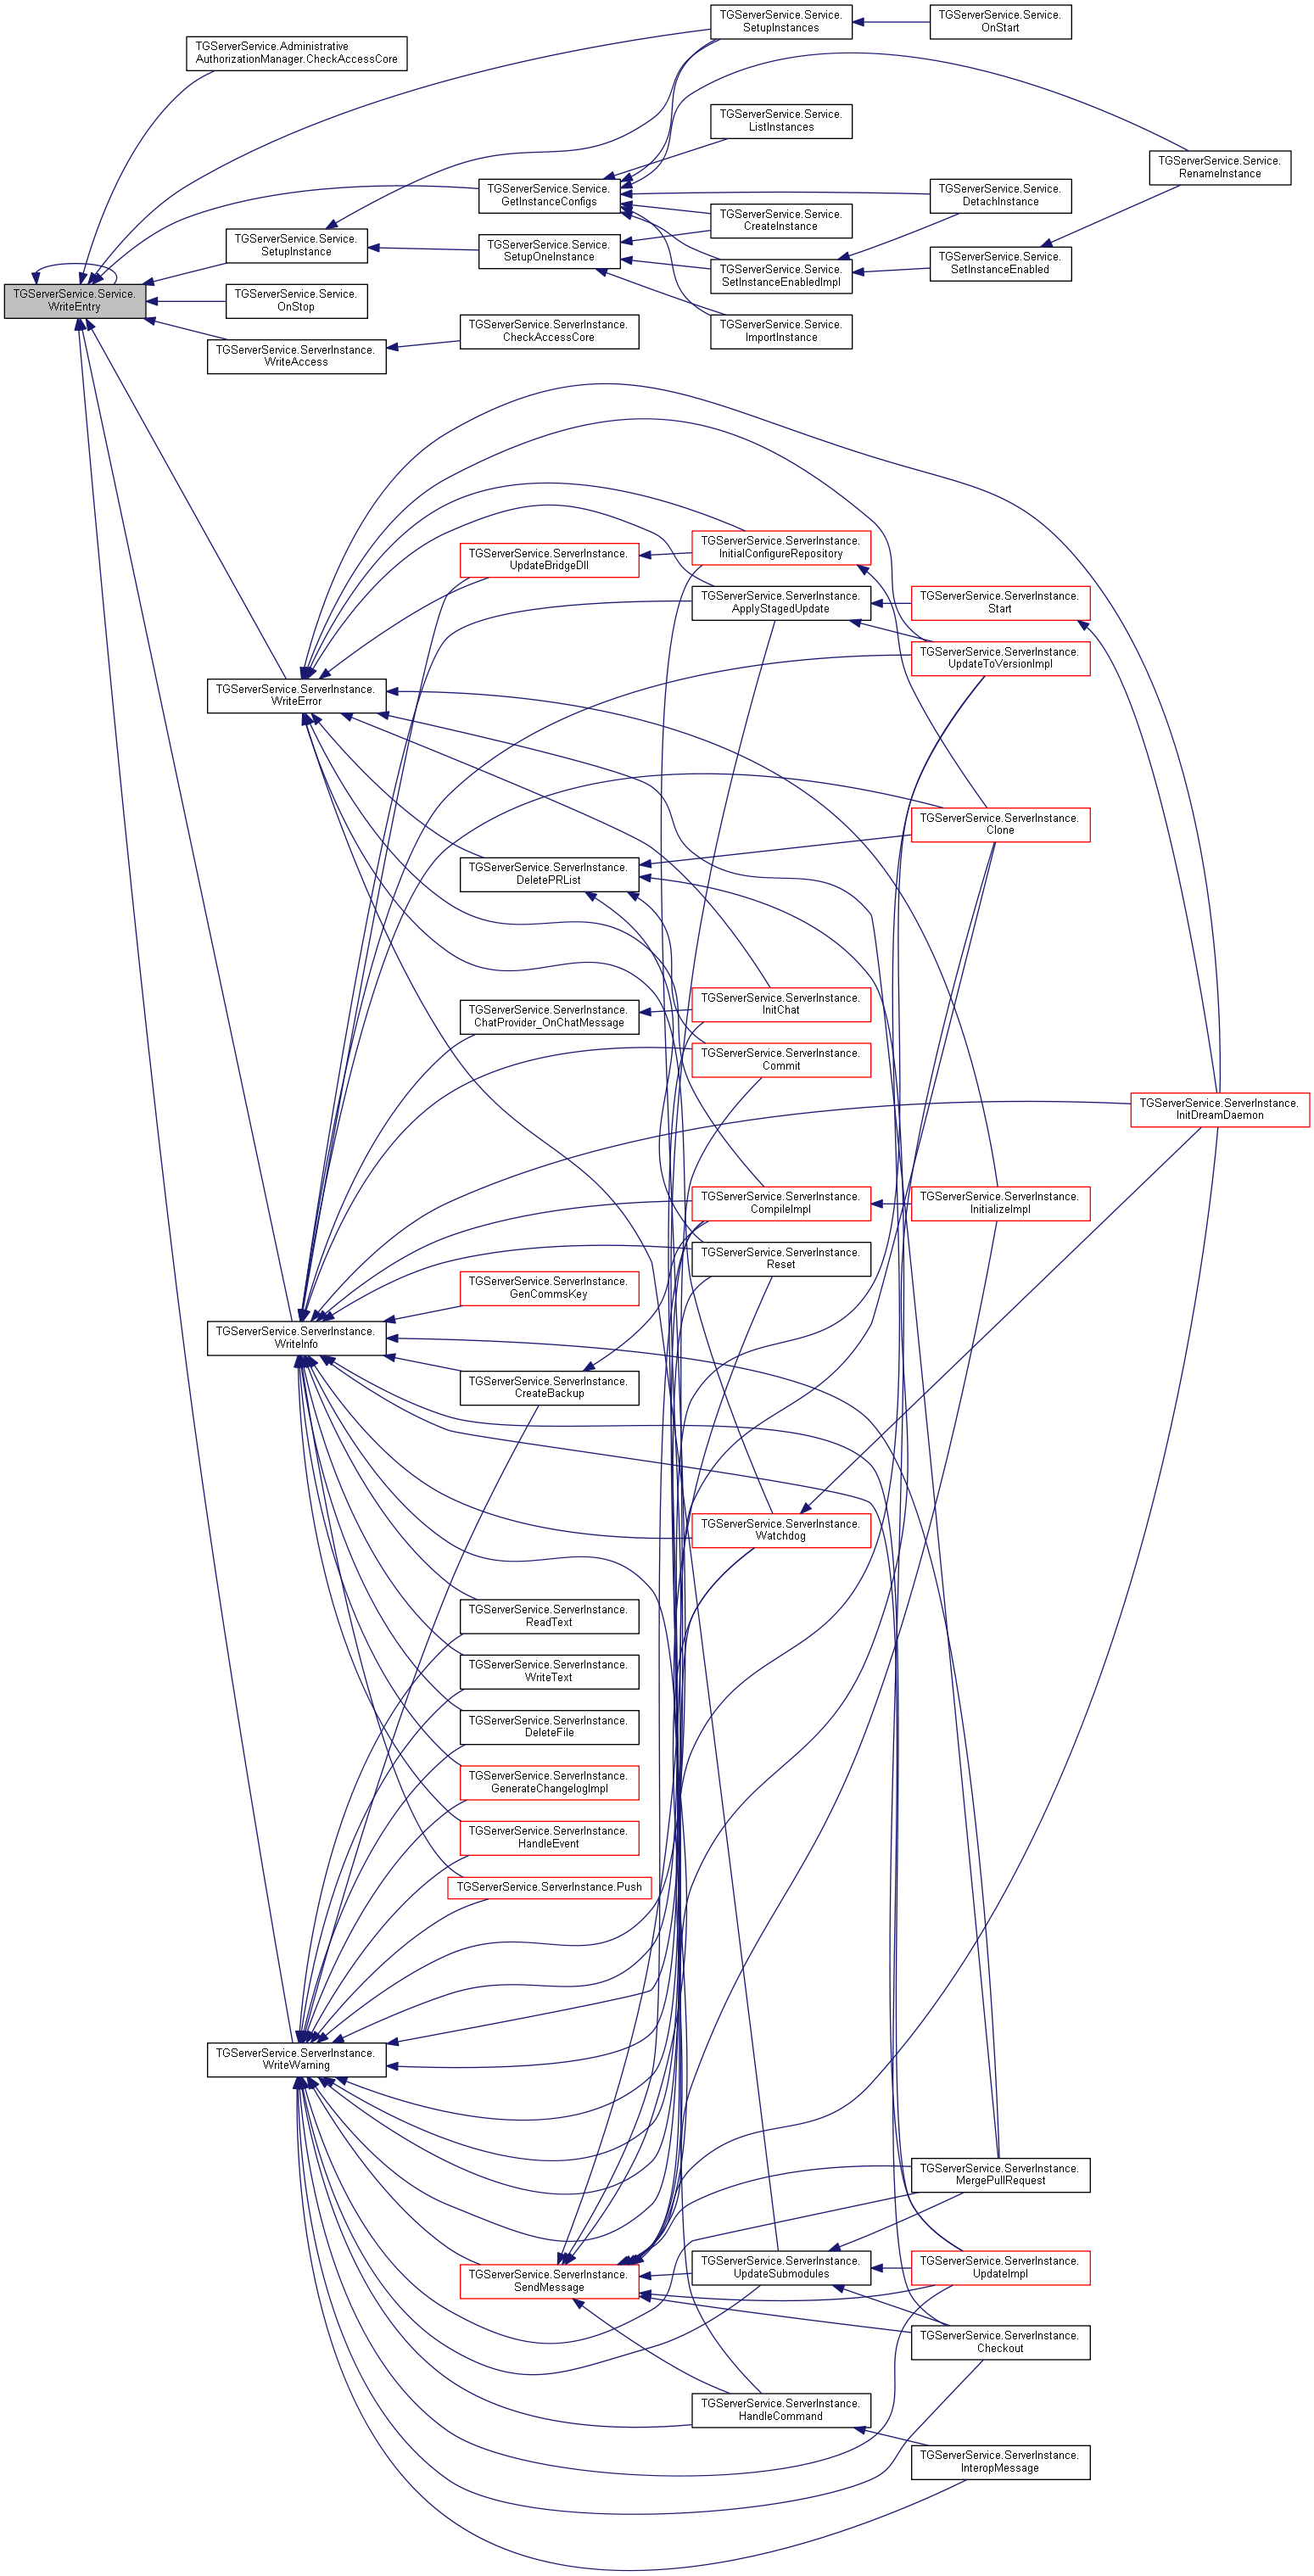 TGServerService.Service.
SetupInstances
TGServerService.Service.
OnStart
TGServerService.Administrative
AuthorizationManager.CheckAccessCore
TGServerService.Service.
ListInstances
TGServerService.Service.
RenameInstance
TGServerService.Service.
GetInstanceConfigs
TGServerService.Service.
DetachInstance
TGServerService.Service.
CreateInstance
TGServerService.Service.
SetupInstance
TGServerService.Service.
SetupOneInstance
TGServerService.Service.
SetInstanceEnabled
TGServerService.Service.
SetInstanceEnabledImpl
TGServerService.Service.
WriteEntry
TGServerService.Service.
OnStop
TGServerService.ServerInstance.
CheckAccessCore
TGServerService.Service.
ImportInstance
TGServerService.ServerInstance.
WriteAccess
TGServerService.ServerInstance.
InitialConfigureRepository
TGServerService.ServerInstance.
UpdateBridgeDll
TGServerService.ServerInstance.
ApplyStagedUpdate
TGServerService.ServerInstance.
Start
TGServerService.ServerInstance.
UpdateToVersionImpl
TGServerService.ServerInstance.
WriteError
TGServerService.ServerInstance.
Clone
TGServerService.ServerInstance.
DeletePRList
TGServerService.ServerInstance.
InitChat
TGServerService.ServerInstance.
ChatProvider_OnChatMessage
TGServerService.ServerInstance.
Commit
TGServerService.ServerInstance.
InitDreamDaemon
TGServerService.ServerInstance.
CompileImpl
TGServerService.ServerInstance.
InitializeImpl
TGServerService.ServerInstance.
Reset
TGServerService.ServerInstance.
GenCommsKey
TGServerService.ServerInstance.
WriteInfo
TGServerService.ServerInstance.
CreateBackup
TGServerService.ServerInstance.
Watchdog
TGServerService.ServerInstance.
ReadText
TGServerService.ServerInstance.
WriteText
TGServerService.ServerInstance.
DeleteFile
TGServerService.ServerInstance.
GenerateChangelogImpl
TGServerService.ServerInstance.
HandleEvent
TGServerService.ServerInstance.Push
TGServerService.ServerInstance.
WriteWarning
TGServerService.ServerInstance.
MergePullRequest
TGServerService.ServerInstance.
SendMessage
TGServerService.ServerInstance.
UpdateSubmodules
TGServerService.ServerInstance.
UpdateImpl
TGServerService.ServerInstance.
Checkout
TGServerService.ServerInstance.
HandleCommand
TGServerService.ServerInstance.
InteropMessage